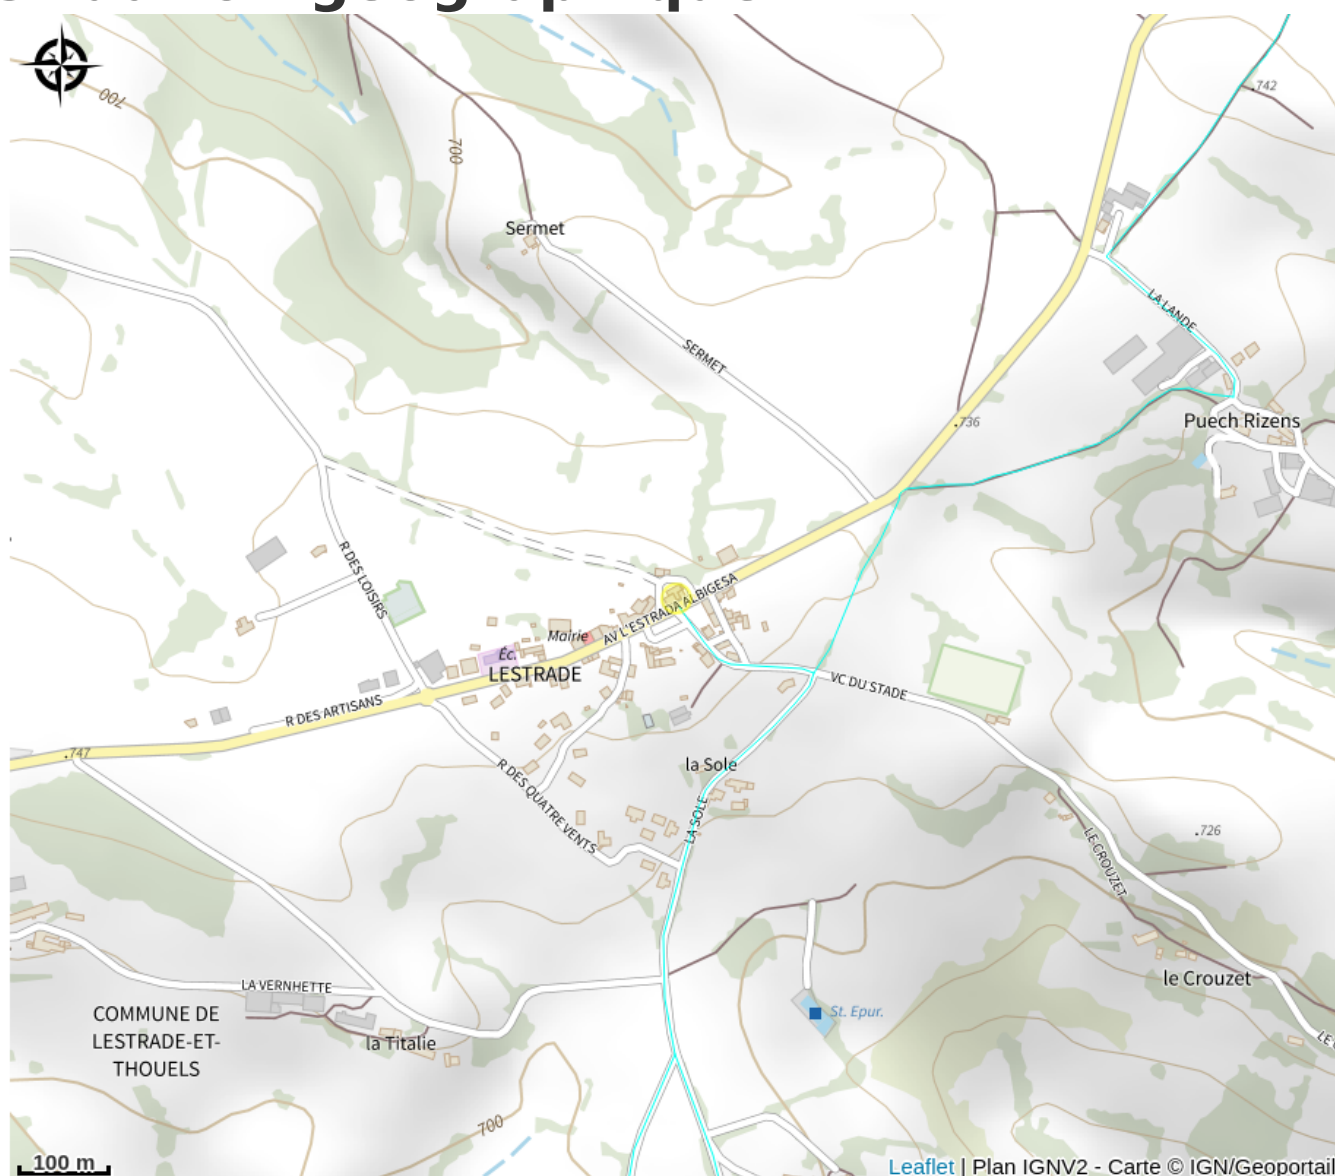 700
700
.742
Sermet
SERMET
LA LANDE
.736
Puech Rizens
R DES LOISIRS
AV L'ESTRADA ALBIGESA
Mairie
Éc.
LESTRADE
VC DU STADE
R DES ARTISANS
.747
la Sole
R DES QUATRE VENTS
LA SOLE
.726
LE CROUZET
le Crouzet
LA VERNHETTE
COMMUNE DE
LESTRADE-ET-
THOUELS
la Titalie
St. Epur.
700
100 m
Leaflet | Plan IGNV2 - Carte © IGN/Geoportail